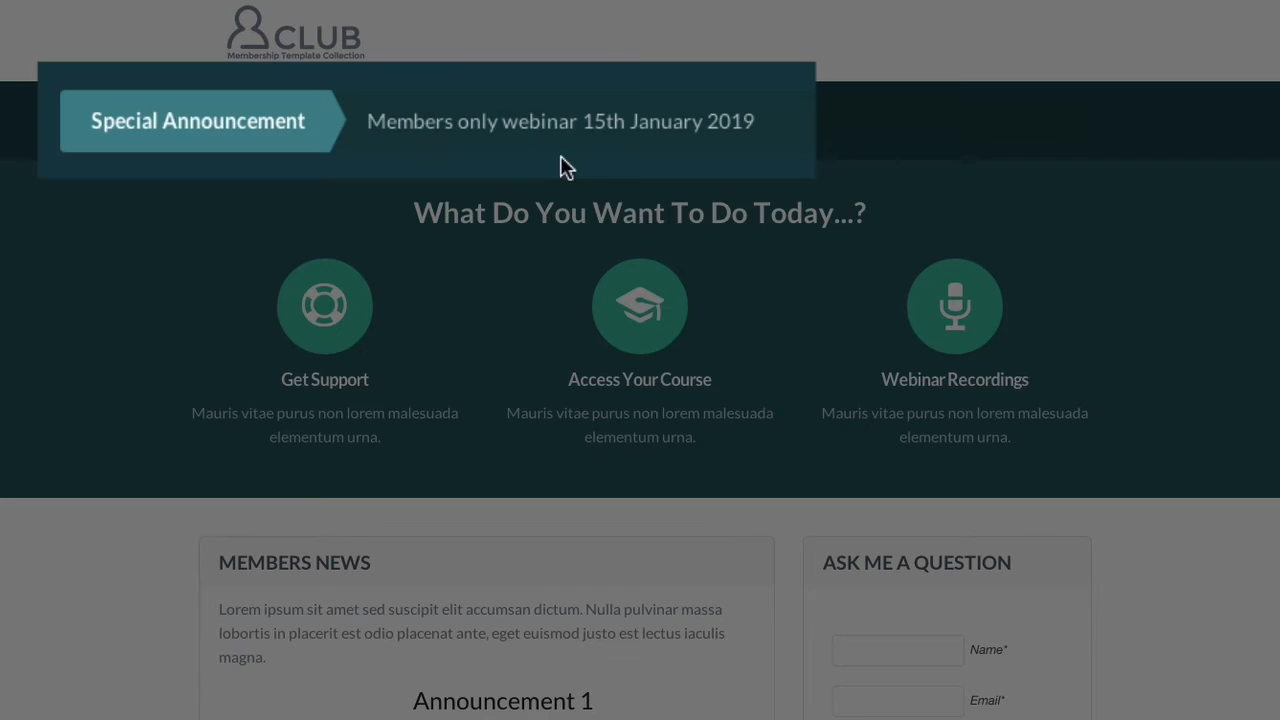 CLUB
Membership Template Collection
Special Announcement
Members only webinar 15th January 2019
What Do You Want To Do Today...?
Get Support
Mauris vitae purus non lorem malesuada
elementum urna.
Access Your Course
Mauris vitae purus non lorem malesuada
elementum urna.
Webinar Recordings
Mauris vitae purus non lorem malesuada
elementum urna.
MEMBERS NEWS
Lorem ipsum sit amet sed suscipit elit accumsan dictum. Nulla pulvinar massa
lobortis in placerit est odio placenat ante, eget euismod justo est lectus iaculis
magna.
Announcement 1
ASK ME A QUESTION
Name*
Email*